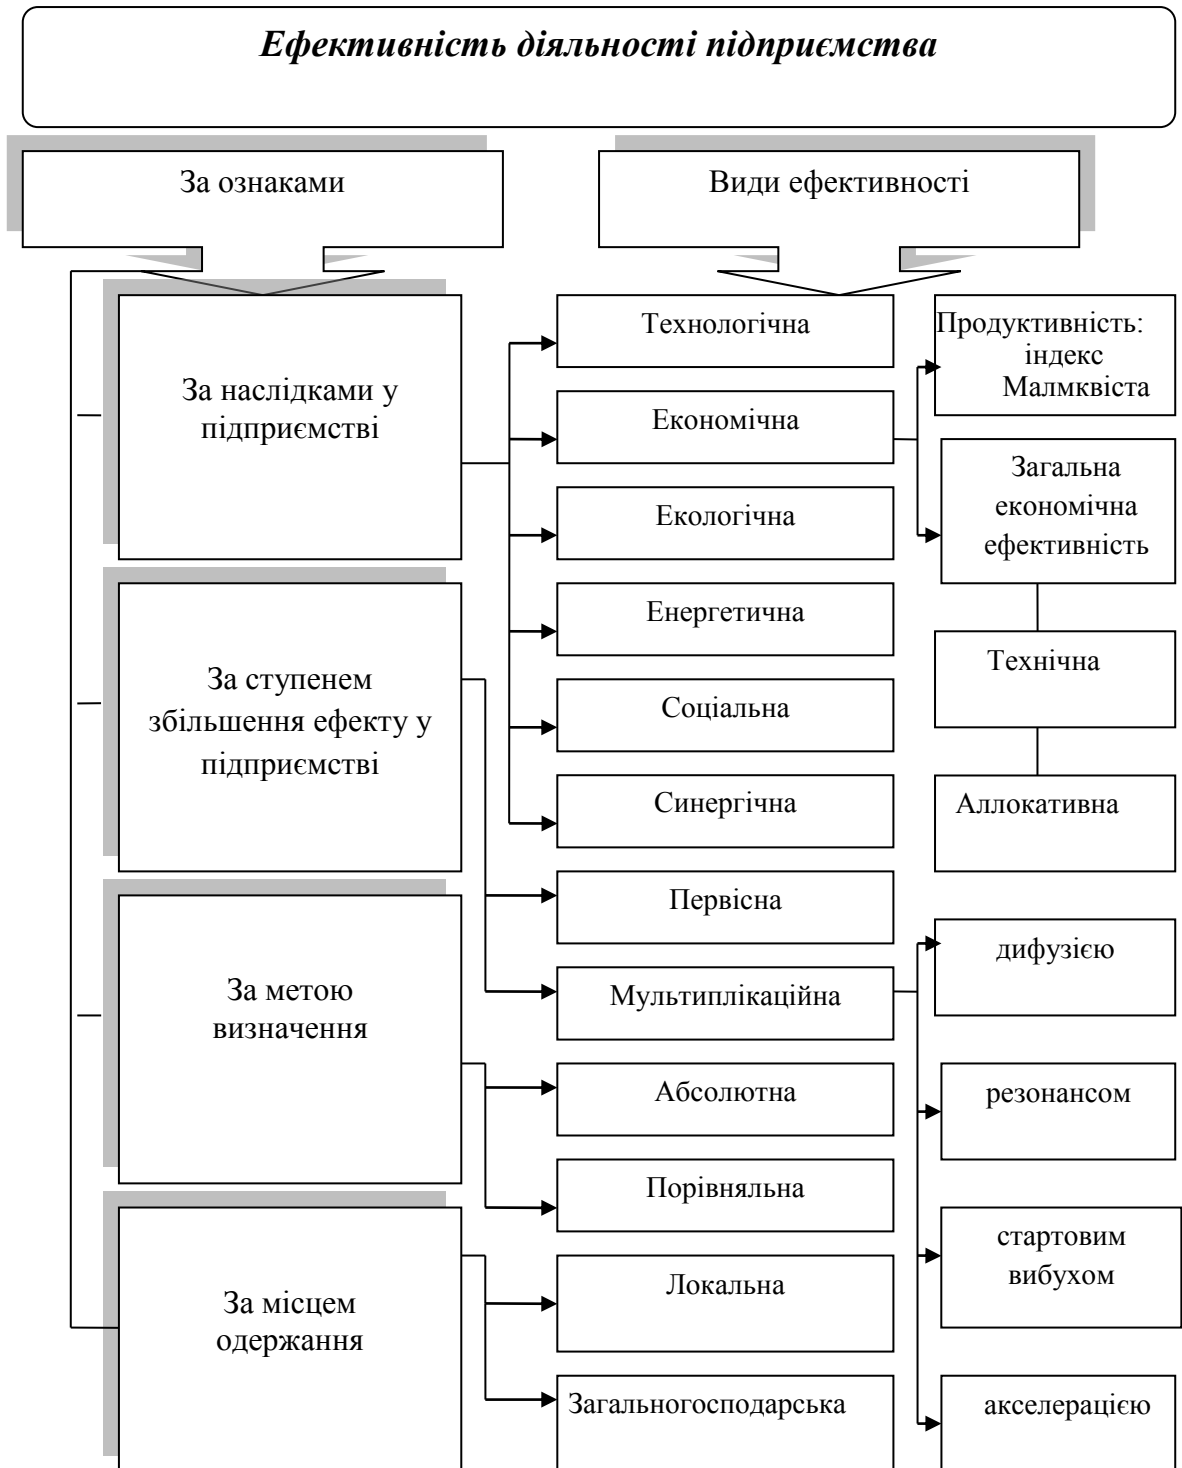 Ефективність діяльності підприємства
За ознаками
Види ефективності
За наслідками у
підприємстві
За ступенем
збільшення ефекту у
підприємстві
За метою
визначення
За місцем
одержання
Технологічна
Економічна
Екологічна
Енергетична
Соціальна
Синергічна
Первісна
Мультиплікаційна
Абсолютна
Порівняльна
Локальна
Загальногосподарська
Продуктивність:
індекс
Малмквіста
Загальна
економічна
ефективність
Технічна
Аллокативна
дифузією
резонансом
стартовим
вибухом
акселерацією